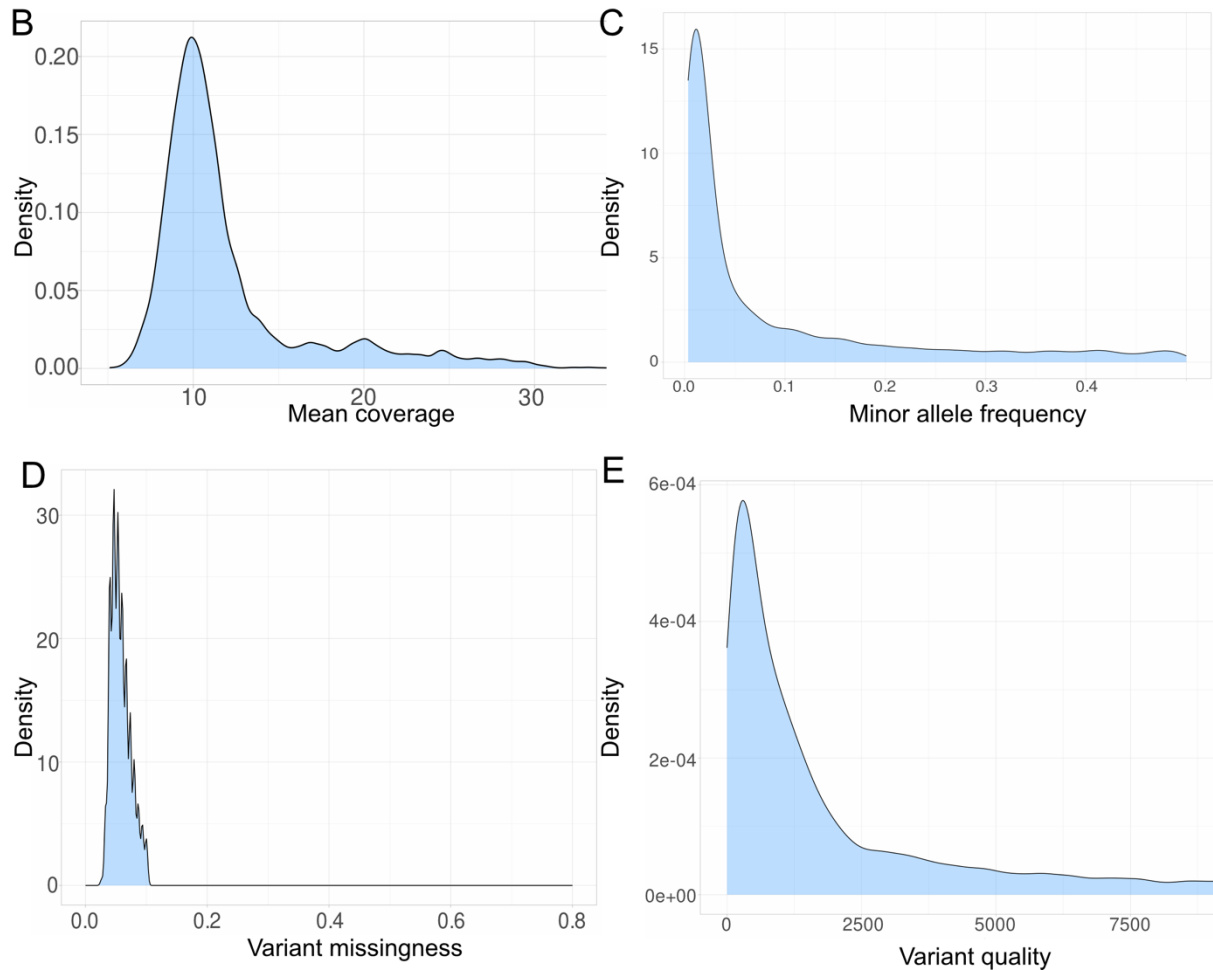 B
0.20
0.15
0.10
0.05
0.00
Density
10
20
30
Mean coverage
C
15
10
5
0
Density
0.0
0.1
0.2
0.3
0.4
Minor allele frequency
D
30
20
10
0
Density
0.0
0.2
0.4
0.6
0.8
Variant missingness
E
6e-04
4e-04
2e-04
0e+00
Density
0
2500
5000
7500
Variant quality